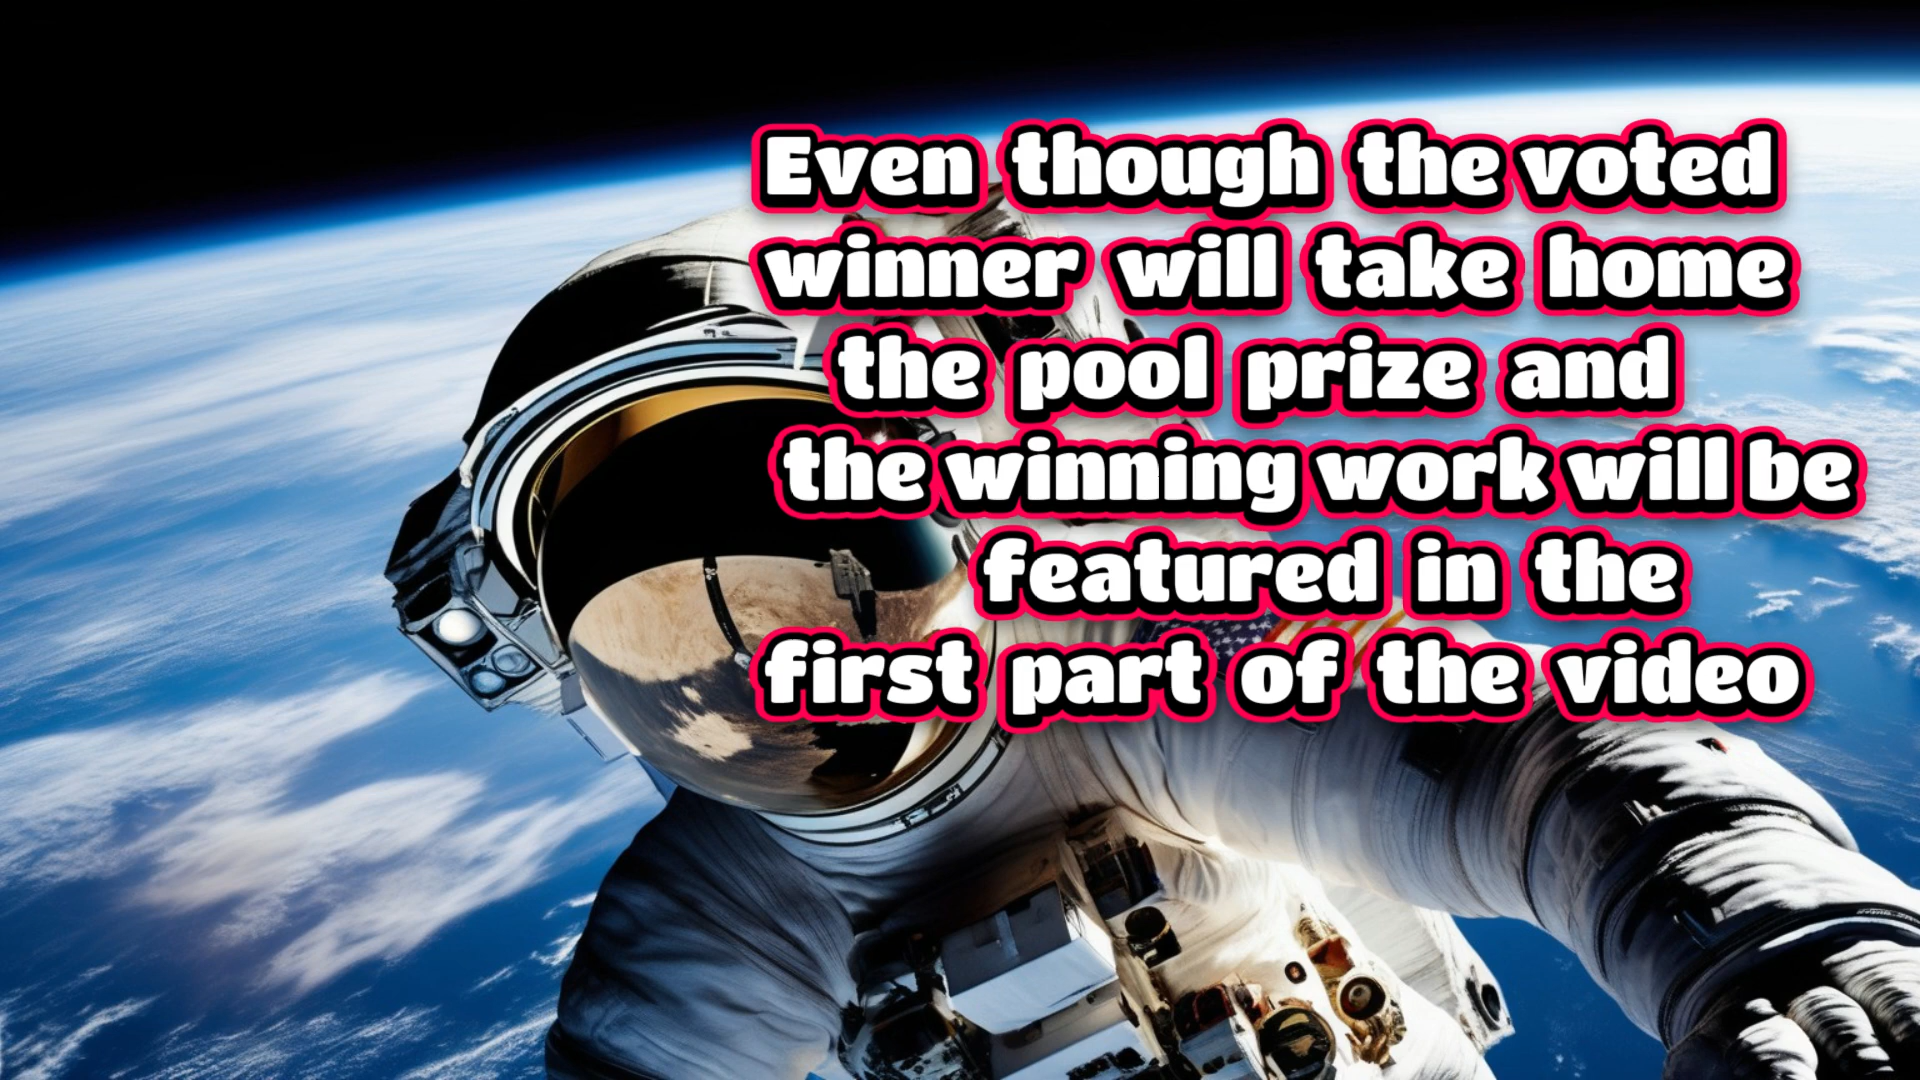 Even though the voted
winner will take home
the pool prize and
the winning work will be
featured in the
first part of the video